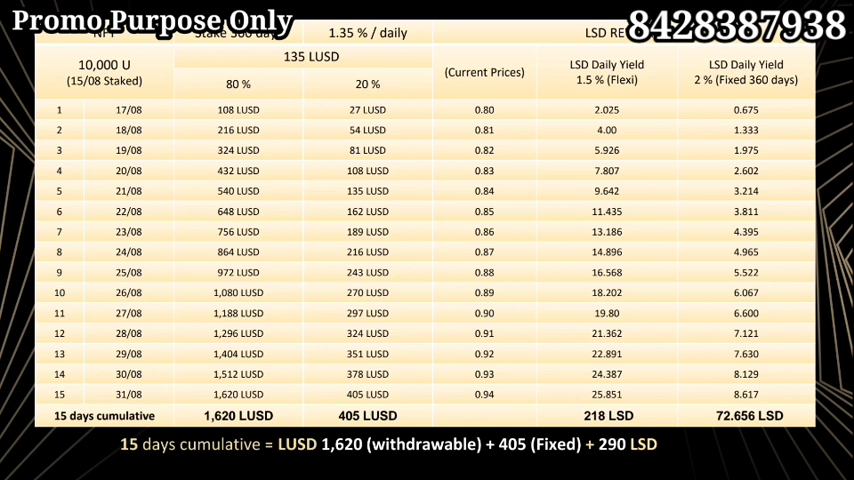 Promo Purpose Only
8428387938
Stake 360 day
1.35 % / daily
LSD RE
10,000 U
(15/08 Staked)
135 LUSD
80 %
20 %
(Current Prices)
LSD Daily Yield
1.5 % (Flexi)
LSD Daily Yield
2 % (Fixed 360 days)
1 17/08 108 LUSD 27 LUSD 0.80 2.025 0.675
2 18/08 216 LUSD 54 LUSD 0.81 4.00 1.333
3 19/08 324 LUSD 81 LUSD 0.82 5.926 1.975
4 20/08 432 LUSD 108 LUSD 0.83 7.807 2.602
5 21/08 540 LUSD 135 LUSD 0.84 9.642 3.214
6 22/08 648 LUSD 162 LUSD 0.85 11.435 3.811
7 23/08 756 LUSD 189 LUSD 0.86 13.186 4.395
8 24/08 864 LUSD 216 LUSD 0.87 14.896 4.965
9 25/08 972 LUSD 243 LUSD 0.88 16.568 5.522
10 26/08 1,080 LUSD 270 LUSD 0.89 18.202 6.067
11 27/08 1,188 LUSD 297 LUSD 0.90 19.80 6.600
12 28/08 1,296 LUSD 324 LUSD 0.91 21.362 7.121
13 29/08 1,404 LUSD 351 LUSD 0.92 22.891 7.630
14 30/08 1,512 LUSD 378 LUSD 0.93 24.387 8.129
15 31/08 1,620 LUSD 405 LUSD 0.94 25.851 8.617
15 days cumulative 1,620 LUSD 405 LUSD 218 LSD 72.656 LSD
15 days cumulative = LUSD 1,620 (withdrawable) + 405 (Fixed) + 290 LSD